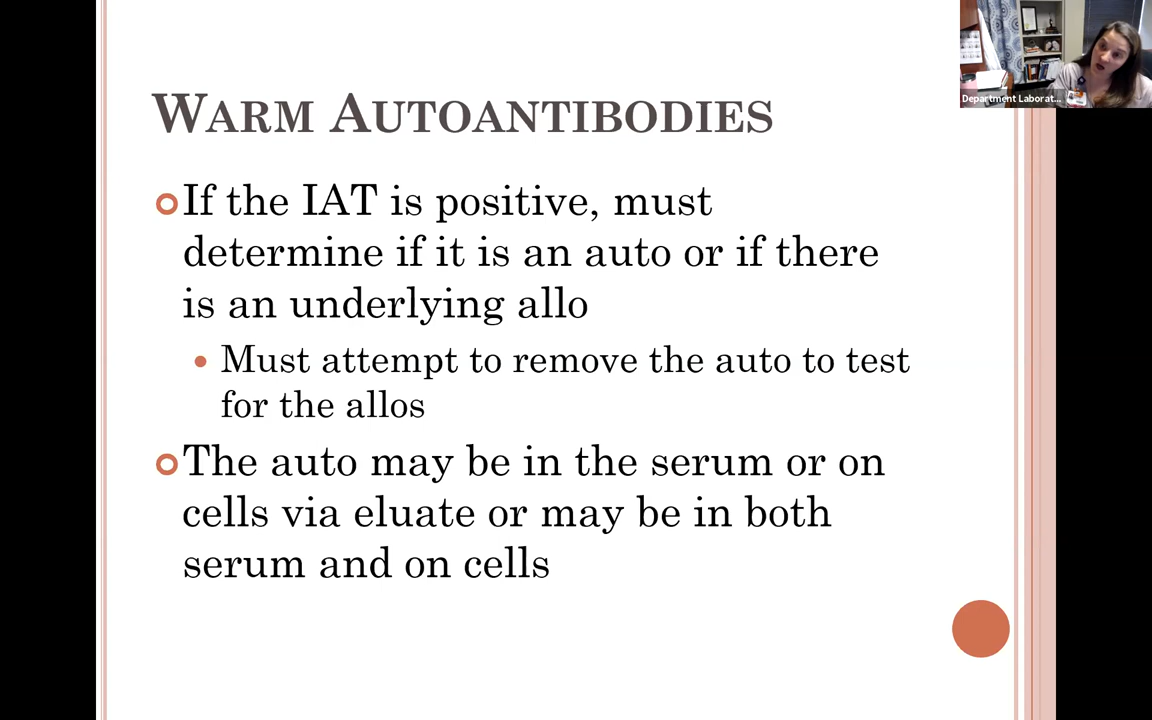 WARM AUTOANTIBODIES
If the IAT is positive, must
determine if it is an auto or if there
is an underlying allo
Must attempt to remove the auto to test
for the allos
The auto may be in the serum or on
cells via eluate or may be in both
serum and on cells
Department Laborat...